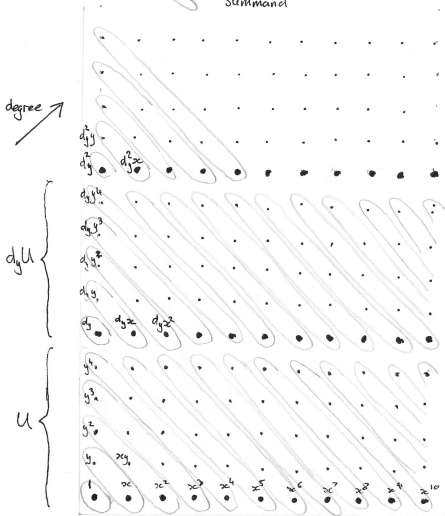 summand
degree
d_y^2 y
d_y^2 d_y^2 x
d_y y^4
d_y y^3
d_y y^2
d_y U
d_y y
d_y d_y x d_y x^2
y^4
y^3
U
y^2
y xy
1 x x^2 x^3 x^4 x^5 x^6 x^7 x^8 x^9 x^10